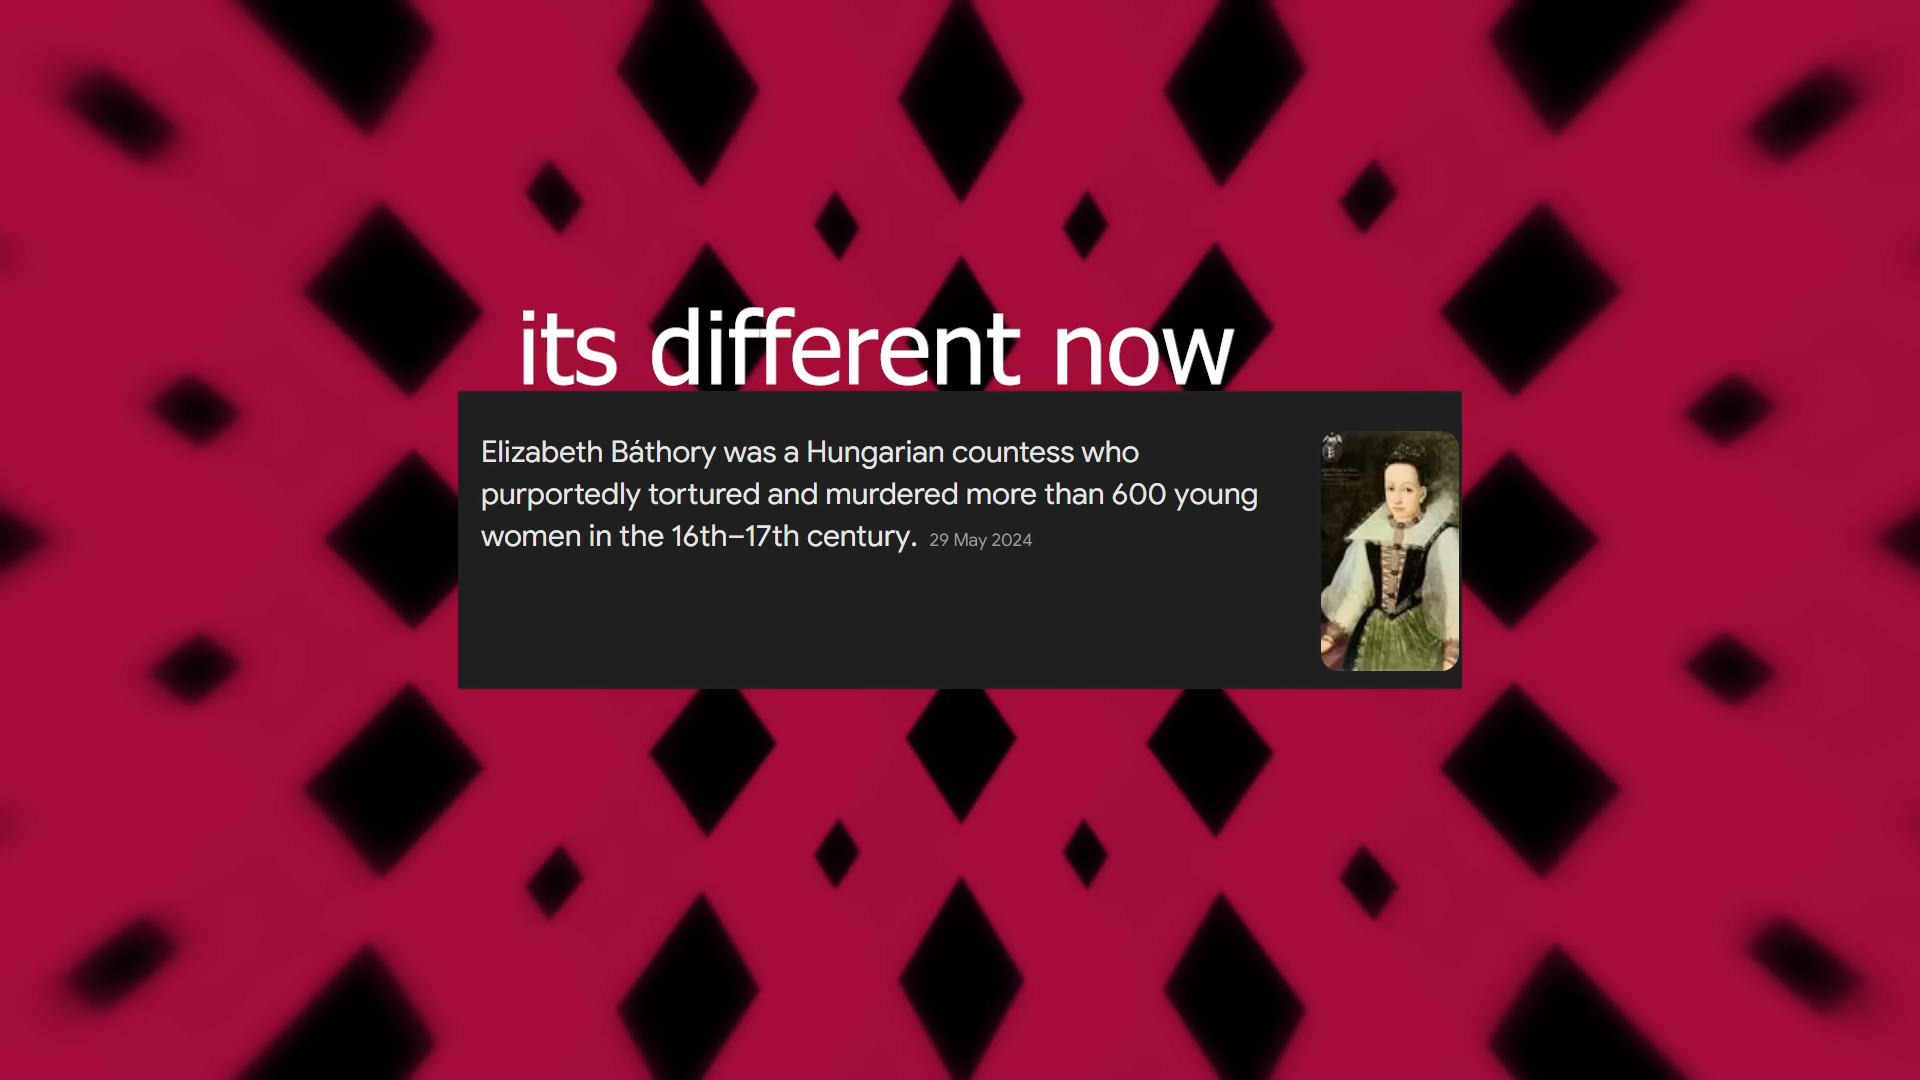 its different now
Elizabeth Báthory was a Hungarian countess who
purportedly tortured and murdered more than 600 young
women in the 16th–17th century. 29 May 2024